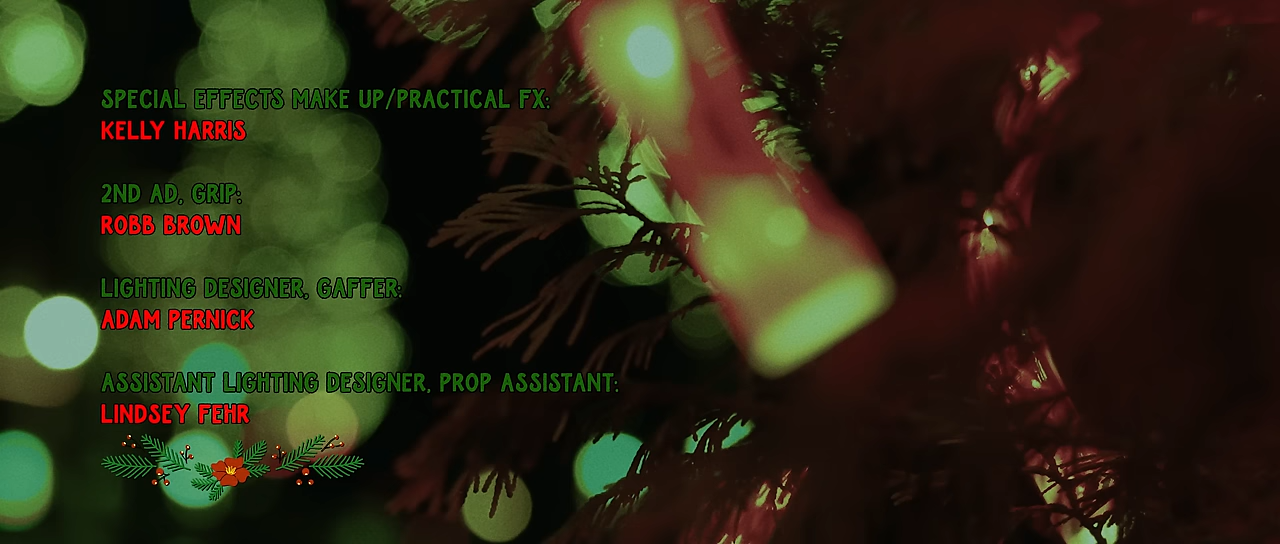 SPECIAL EFFECTS MAKE UP/PRACTICAL FX:
KELLY HARRIS
2ND AD, GRIP:
ROBB BROWN
LIGHTING DESIGNER, GAFFER:
ADAM PERNICK
ASSISTANT LIGHTING DESIGNER, PROP ASSISTANT:
LINDSEY FEHR